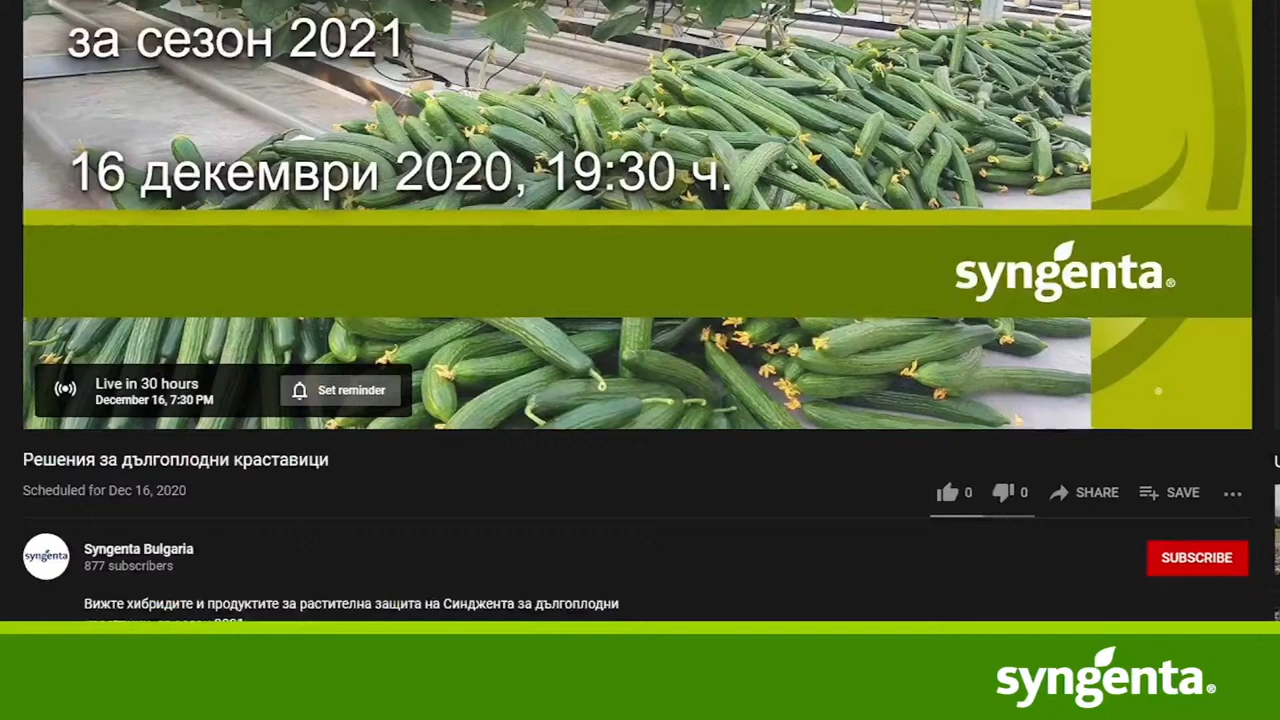 за сезон 2021
16 декември 2020, 19:30 ч.
syngenta®
Live in 30 hours
December 16, 7:30 PM
Set reminder
Решения за дългоплодни краставици
Scheduled for Dec 16, 2020
0
0
SHARE
SAVE
syngenta
Syngenta Bulgaria
877 subscribers
SUBSCRIBE
Вижте хибридите и продуктите за растителна защита на Синджента за дългоплодни
syngenta®